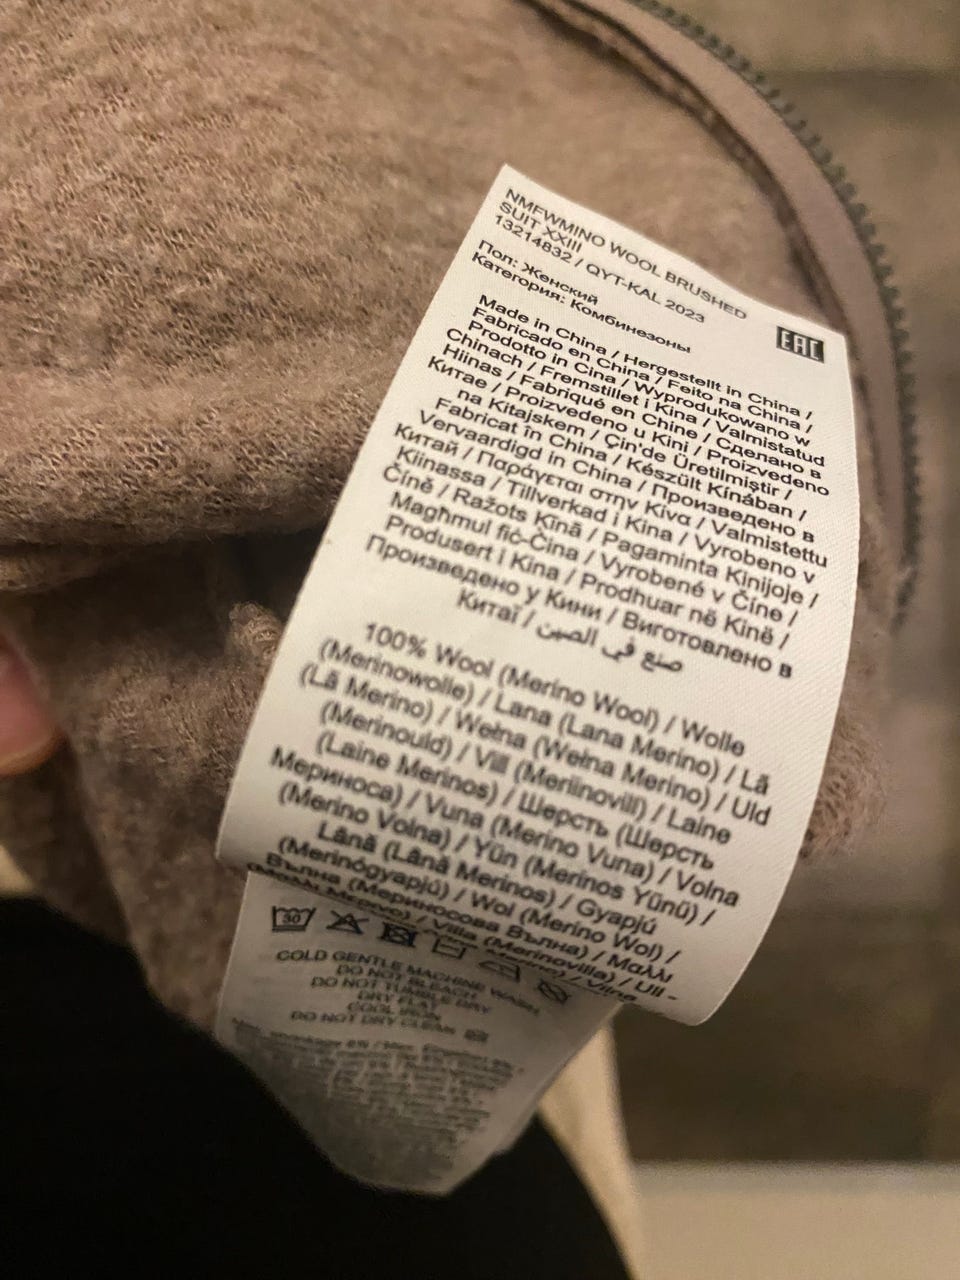 NMFWMINO WOOL BRUSHED
SUIT XXIII
13214832 / QYT-KAL 2023
Пол: Женский
Категория: Комбинезоны
EAC
Made in China / Hergestellt in China /
Fabricado en China / Feito na China /
Prodotto in Cina / Wyprodukowano w
Chinach / Fremstillet i Kina / Valmistatud
Hiinas / Fabriqué en Chine / Сделано в
Китае / Proizvedeno u Kini / Proizvedeno
na Kitajskem / Çin'de Üretilmiştir /
Fabricat în China / Készült Kínában /
Vervaardigd in China / Произведено в
Китай / Παράγεται στην Κίνα / Valmistettu
Kiinassa / Tillverkad i Kina / Vyrobeno v
Číně / Ražots Ķīnā / Pagaminta Kinijoje /
Magħmul fiċ-Ċina / Vyrobené v Číne /
Produsert i Kina / Prodhuar në Kinë /
Произведено у Кини / Виготовлено в
Китаї / صنع في الصين
100% Wool (Merino Wool) / Wolle
(Merinowolle) / Lana (Lana Merino) / Lã
(Lã Merino) / Wełna (Wełna Merino) / Uld
(Merinould) / Vill (Meriinovill) / Laine
(Laine Merinos) / Шерсть (Шерсть
Мериноса) / Vuna (Merino Vuna) / Volna
(Merino Volna) / Yün (Merinos Yünü) /
Lână (Lână Merinos) / Gyapjú
(Merinógyapjú) / Wol (Merino Wol) /
Вълна (Мериносова Вълна) / Μαλλί
(Μαλλί Μερινό) / Villa (Merinovilla) / Ull -
30
COLD GENTLE MACHINE WASH
DO NOT BLEACH
DO NOT TUMBLE DRY
DRY FLAT
COOL IRON
DO NOT DRY CLEAN